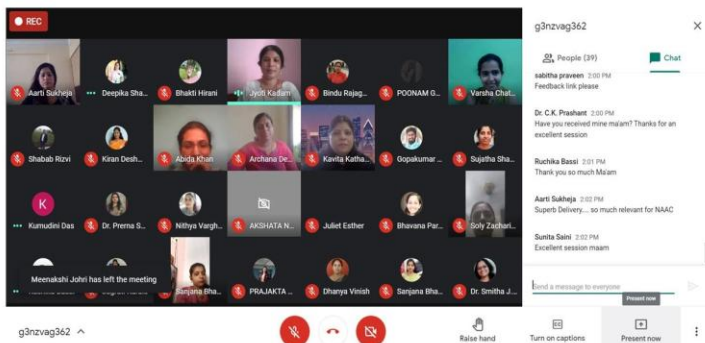 REC
g3nzvag362
People (39)
Chat
sabitha praveen 2:00 PM
Feedback link please
Dr. C.K. Prashant 2:00 PM
Have you received mine ma'am? Thanks for an
excellent session
Ruchika Bassi 2:01 PM
Thank you so much Ma'am
Aarti Sukheja 2:02 PM
Superb Delivery.... so much relevant for NAAC
Sunita Saini 2:02 PM
Excellent session maam
Send a message to everyone
Present now
Aarti Sukheja
Deepika Sha...
Bhakti Hirani
Jyoti Kadam
Bindu Rajag...
POONAM G...
Varsha Chat...
Shabab Rizvi
Kiran Desh...
Abida Khan
Archana De...
Kavita Katha...
Gopakumar ...
Sujatha Sha...
K
Kumudini Das
Dr. Prerna S...
Nithya Vargh...
AKSHATA N...
Juliet Esther
Bhavana Par...
Soly Zachari...
Meenakshi Johri has left the meeting
Sanjana Bha...
PRAJAKTA ...
Dhanya Vinish
Sanjana Bha...
Dr. Smitha J...
g3nzvag362
Raise hand
Turn on captions
Present now